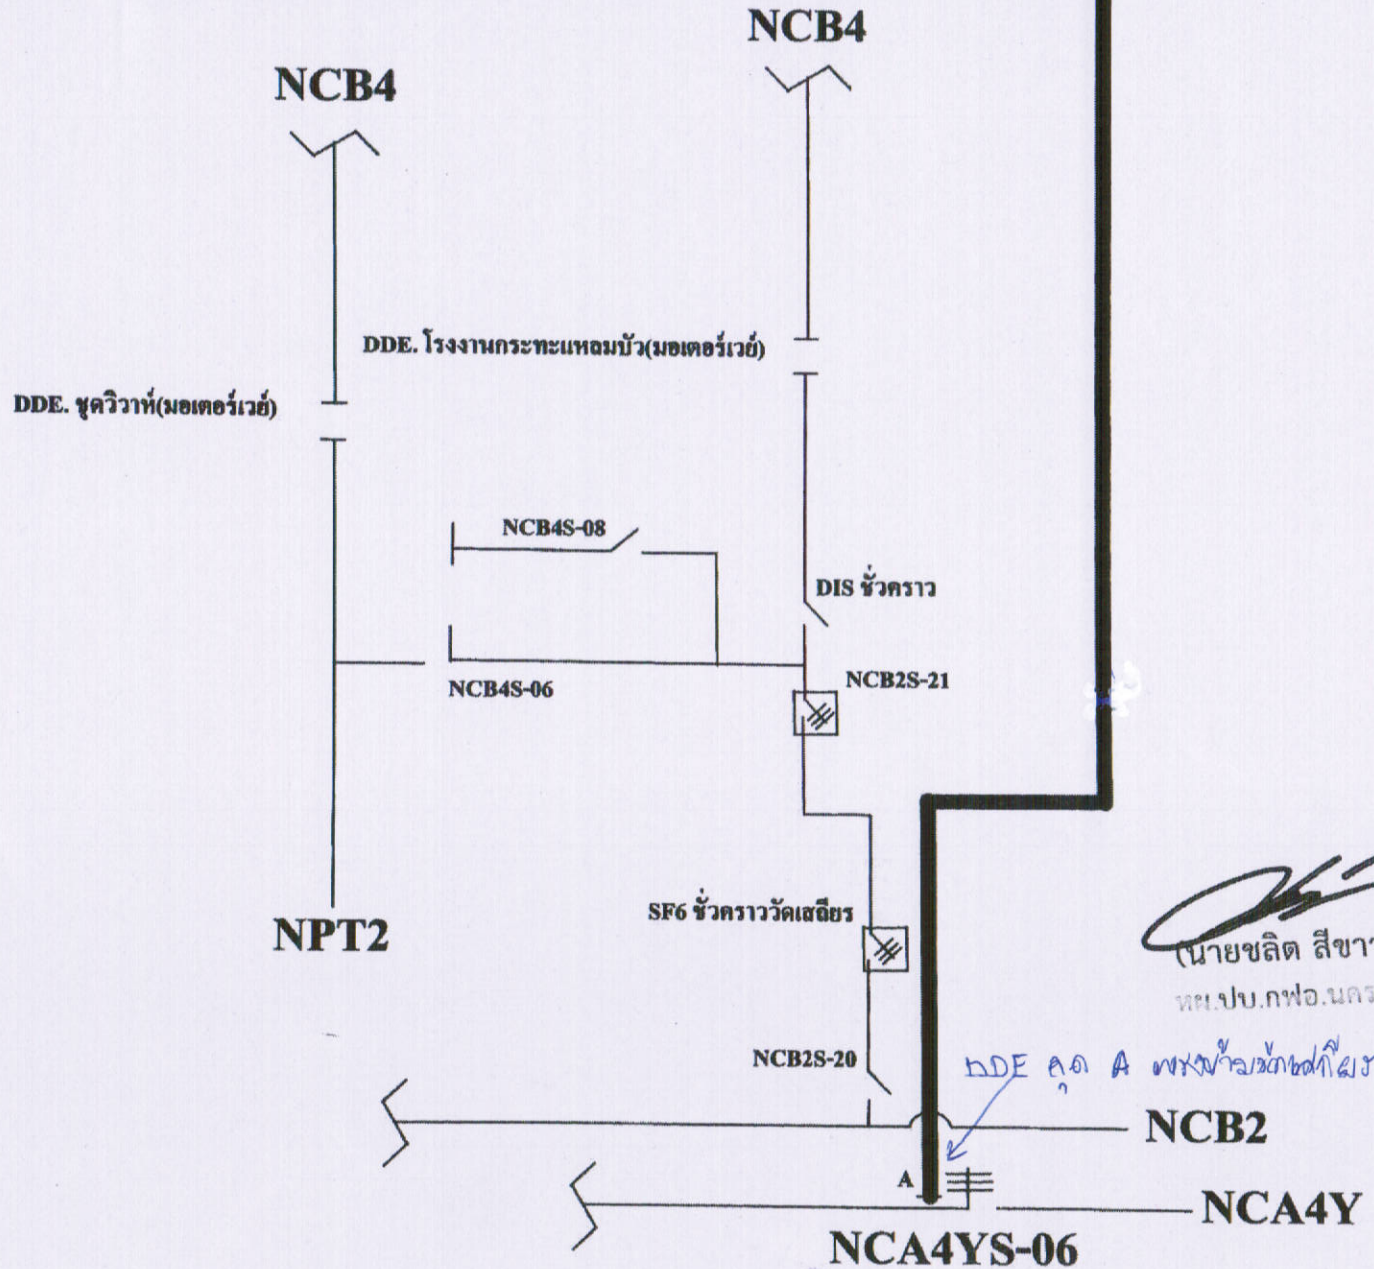 NCB4
NCB4
DDE. โรงงานกระทะแหลมบัว(มอเตอร์เวย์)
DDE. ชุดวิวาห์(มอเตอร์เวย์)
NCB4S-08
DIS ชั่วคราว
NCB2S-21
NCB4S-06
SF6 ชั่วคราววัดเสถียร
NPT2
(นายชลิต สีขาว
หผ.ปบ.กฟอ.นคร
NCB2S-20
DDE จุด A
NCB2
A
NCA4Y
NCA4YS-06